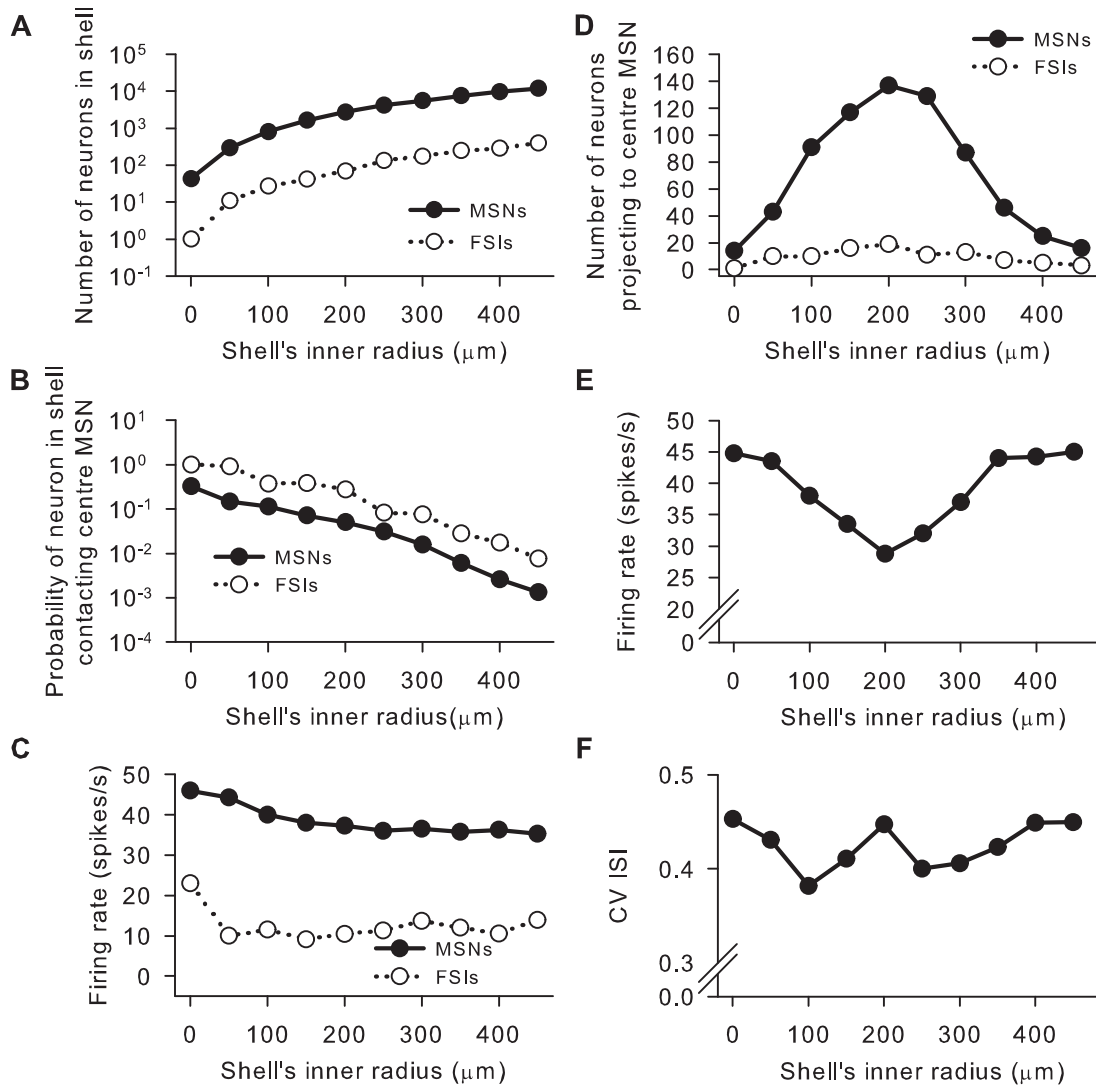 A
Number of neurons in shell
10^5
10^4
10^3
10^2
10^1
10^0
10^-1
MSNs
FSIs
0 100 200 300 400
Shell's inner radius (μm)
B
Probability of neuron in shell
contacting centre MSN
10^1
10^0
10^-1
10^-2
10^-3
10^-4
MSNs
FSIs
0 100 200 300 400
Shell's inner radius(μm)
C
Firing rate (spikes/s)
50
40
30
20
10
0
MSNs
FSIs
0 100 200 300 400
Shell's inner radius (μm)
D
Number of neurons
projecting to centre MSN
MSNs
FSIs
160
140
120
100
80
60
40
20
0
0 100 200 300 400
Shell's inner radius (μm)
E
Firing rate (spikes/s)
50
45
40
35
30
25
20
0
0 100 200 300 400
Shell's inner radius (μm)
F
CV ISI
0.5
0.4
0.3
0.0
0 100 200 300 400
Shell's inner radius (μm)